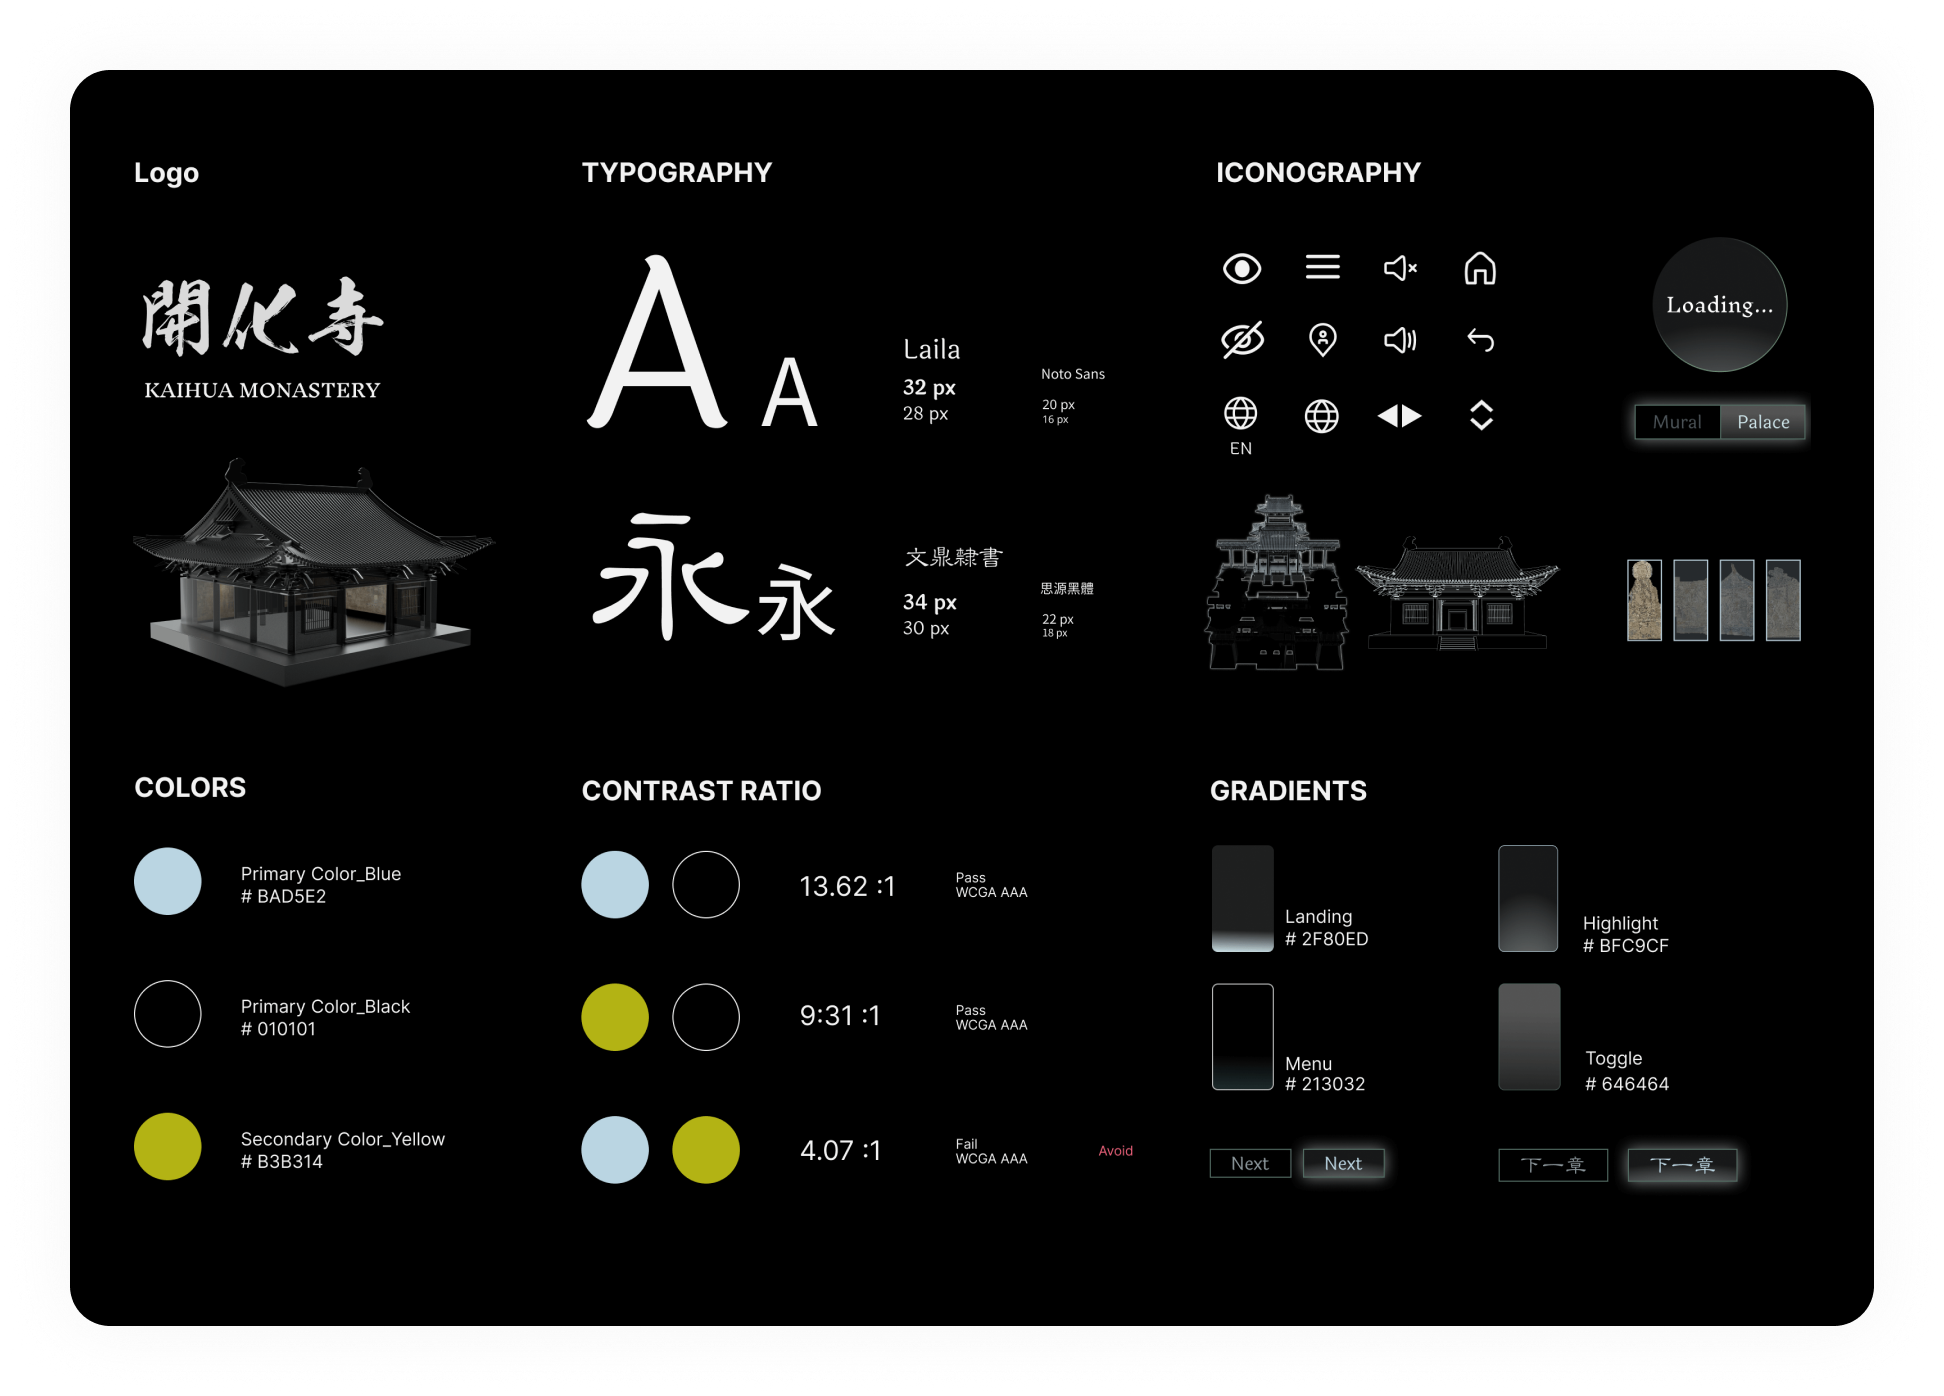 Logo
開化寺
KAIHUA MONASTERY
TYPOGRAPHY
A A
Laila
32 px
28 px
Noto Sans
20 px
16 px
永 永
文鼎隸書
34 px
30 px
思源黑體
22 px
18 px
ICONOGRAPHY
EN
Loading...
Mural Palace
COLORS
Primary Color_Blue
# BAD5E2
Primary Color_Black
# 010101
Secondary Color_Yellow
# B3B314
CONTRAST RATIO
13.62 :1
Pass
WCGA AAA
9:31 :1
Pass
WCGA AAA
4.07 :1
Fail
WCGA AAA
Avoid
GRADIENTS
Landing
# 2F80ED
Highlight
# BFC9CF
Menu
# 213032
Toggle
# 646464
Next Next
下一章 下一章